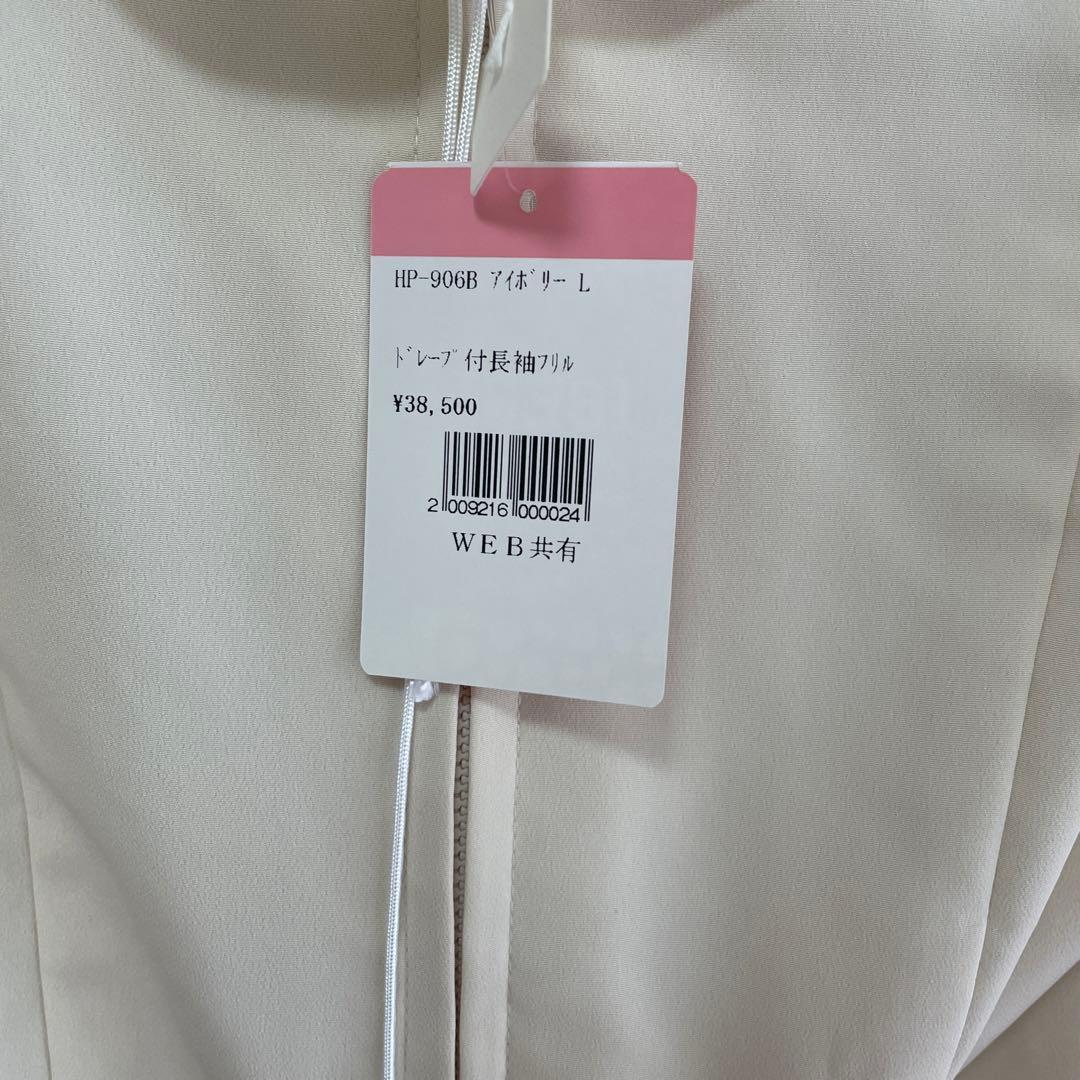 HP-906B ｱｲﾎﾞﾘｰ L
ﾄﾞﾚｰﾌﾟ付長袖ﾌﾘﾙ
¥38,500
2 009216 000024
ＷＥＢ共有